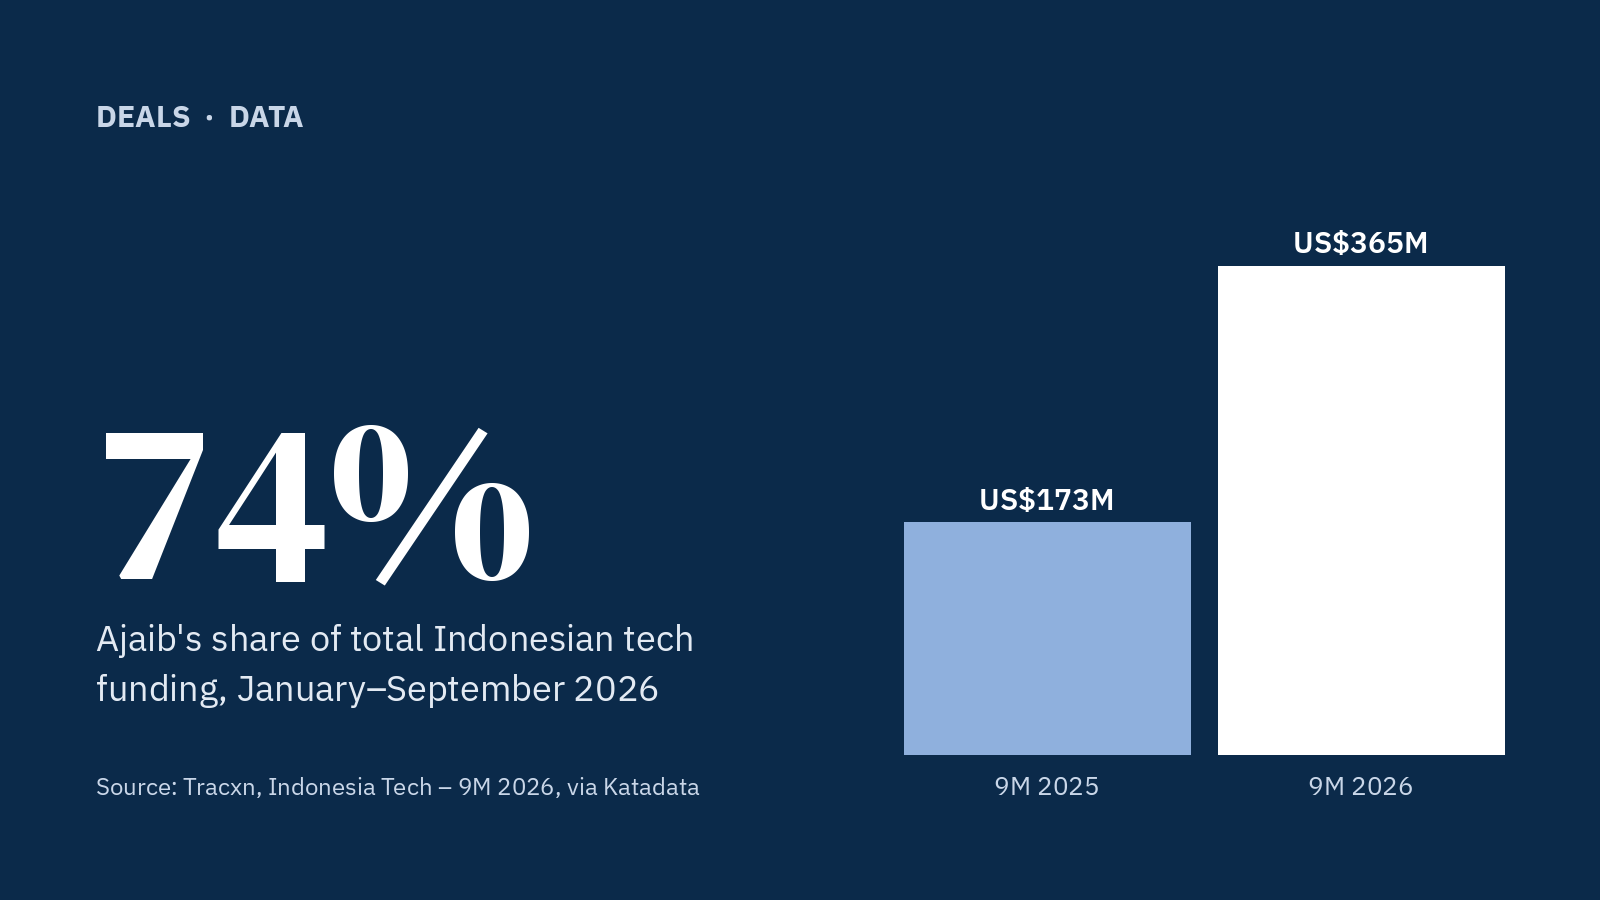 DEALS · DATA
74%
Ajaib's share of total Indonesian tech
funding, January–September 2026
Source: Tracxn, Indonesia Tech – 9M 2026, via Katadata
US$173M
US$365M
9M 2025
9M 2026